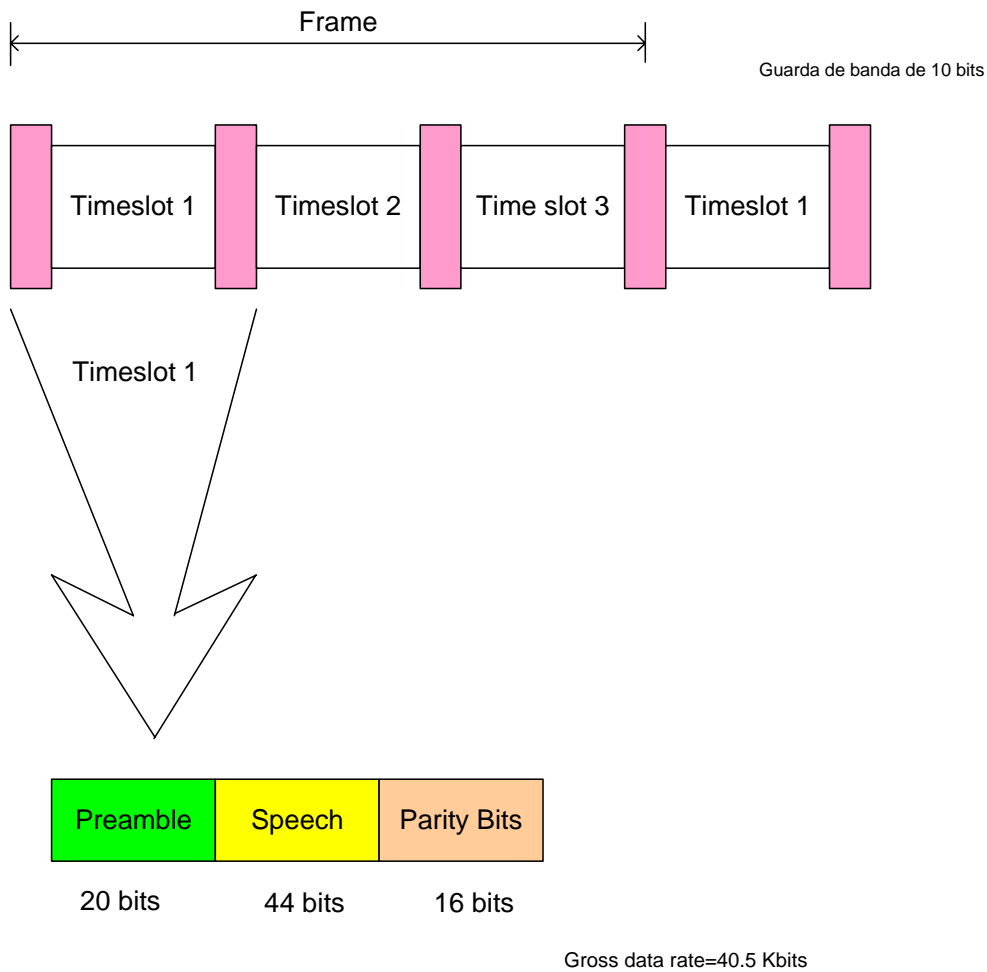 Frame
Guarda de banda de 10 bits
Timeslot 1
Timeslot 2
Time slot 3
Timeslot 1
Timeslot 1
Preamble
Speech
Parity Bits
20 bits
44 bits
16 bits
Gross data rate=40.5 Kbits